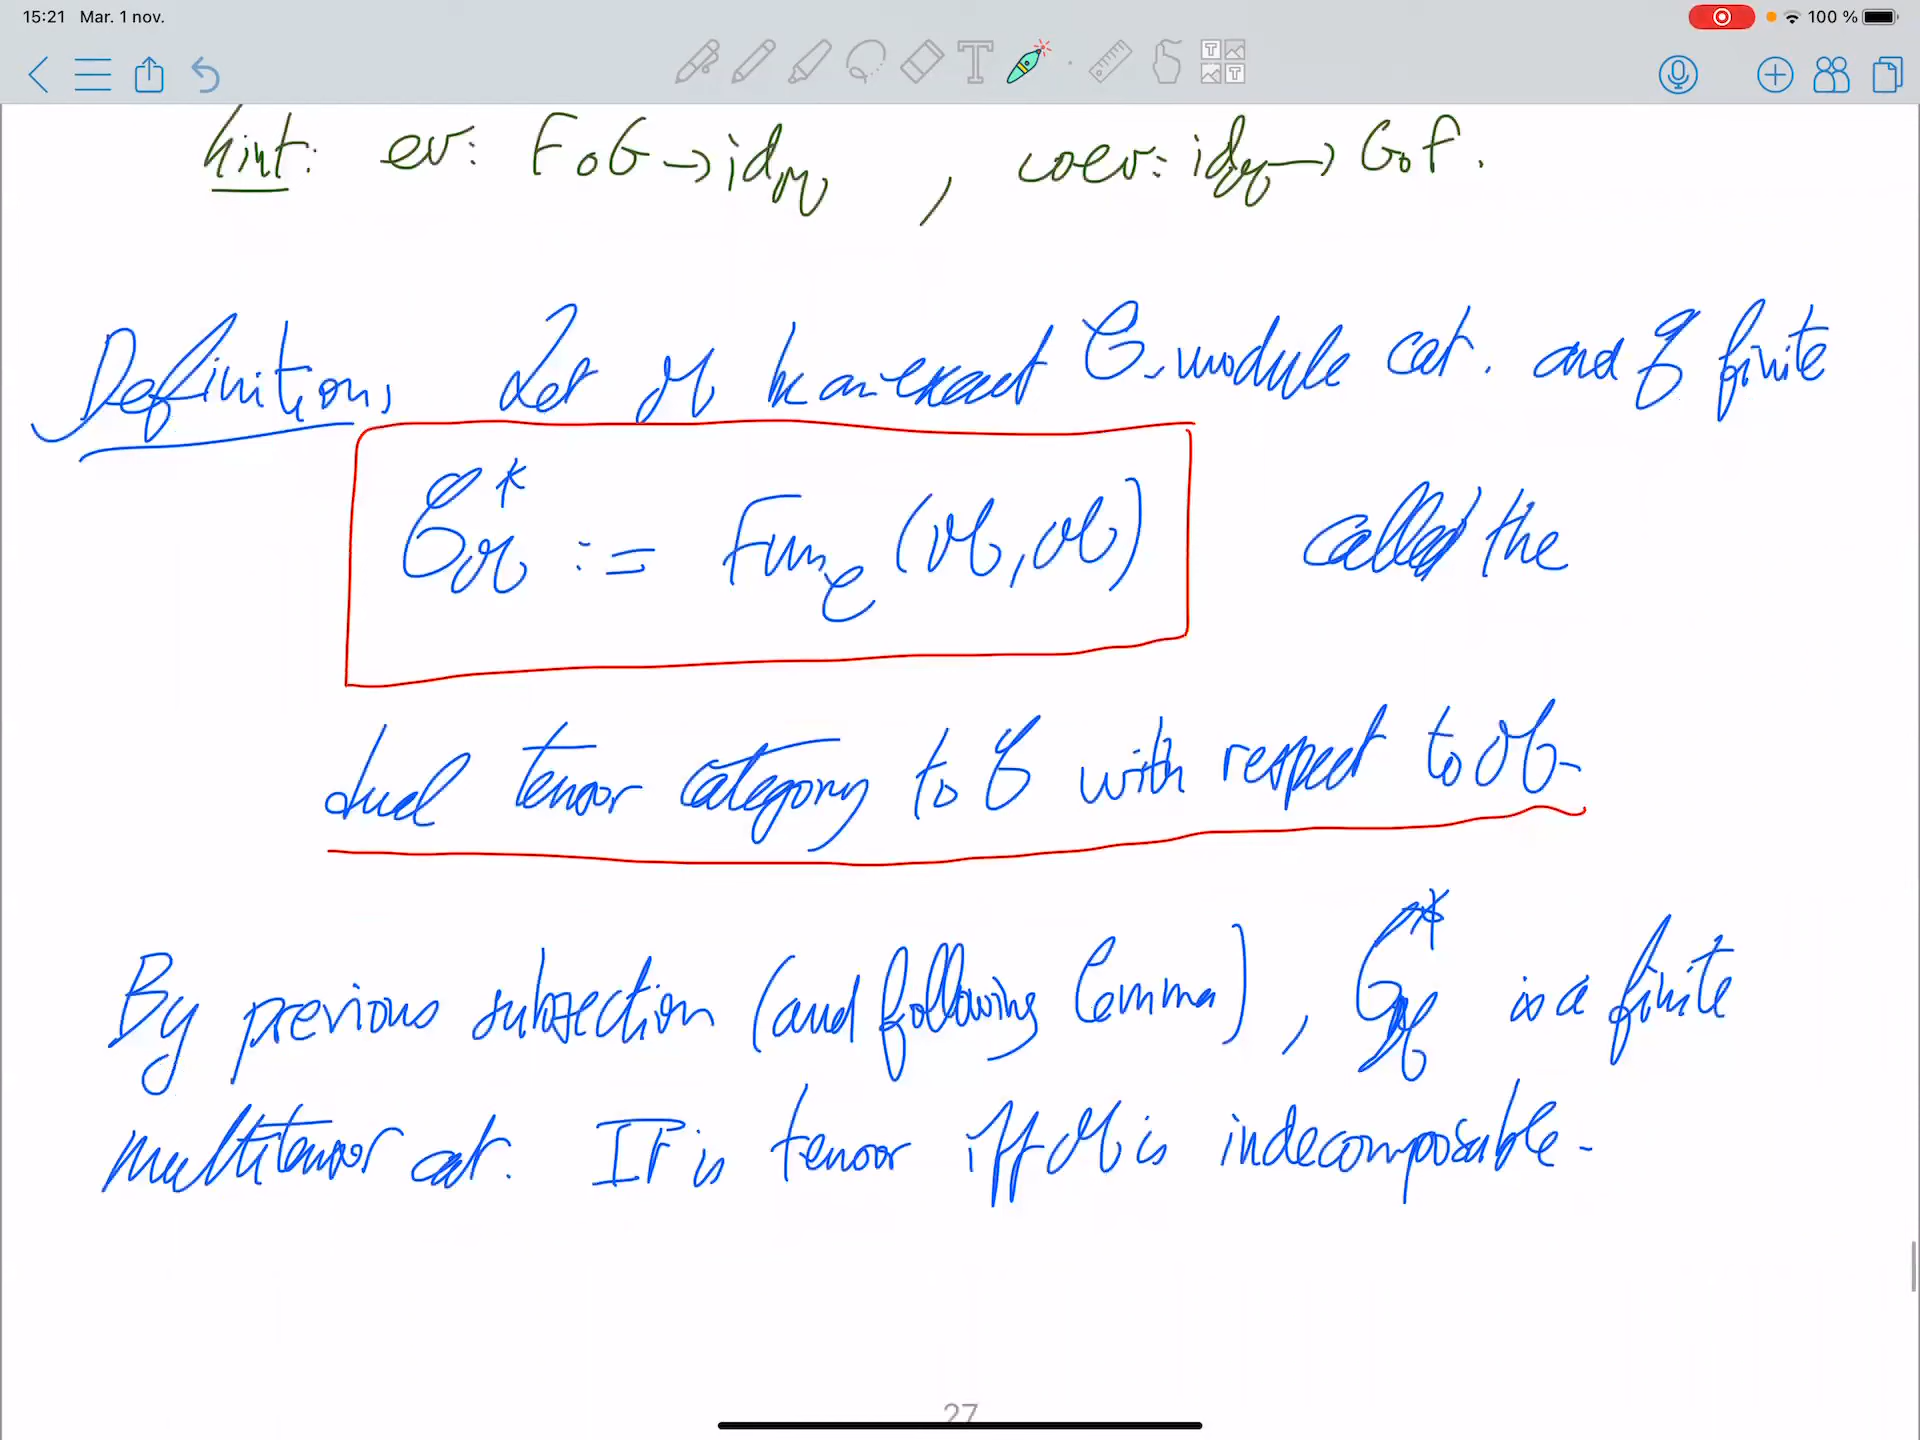 15:21 Mar. 1 nov. 100 %
hint: ev: F∘G → id_M , coev: id_M → G∘F.
Definition, Let M be an exact C-module cat. and C finite
C*_M := Fun_C (M, M) called the
dual tensor category to C with respect to M.
By previous subsection (and following lemma), C*_M is a finite
multitensor cat. It is tensor iff M is indecomposable.
27